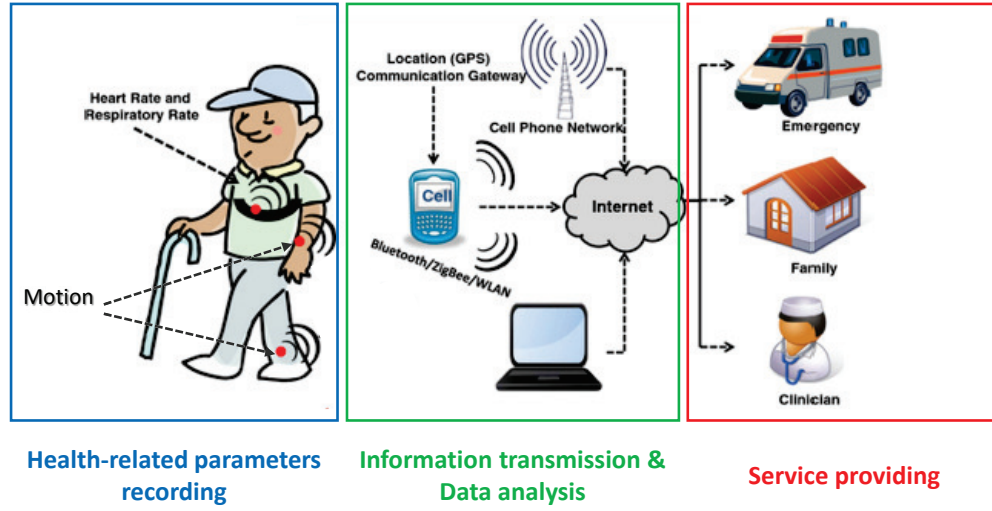 Heart Rate and
Respiratory Rate
Motion
Location (GPS)
Communication Gateway
Cell Phone Network
Cell
Bluetooth/ZigBee/WLAN
Internet
Emergency
Family
Clinician
Health-related parameters
recording
Information transmission &
Data analysis
Service providing